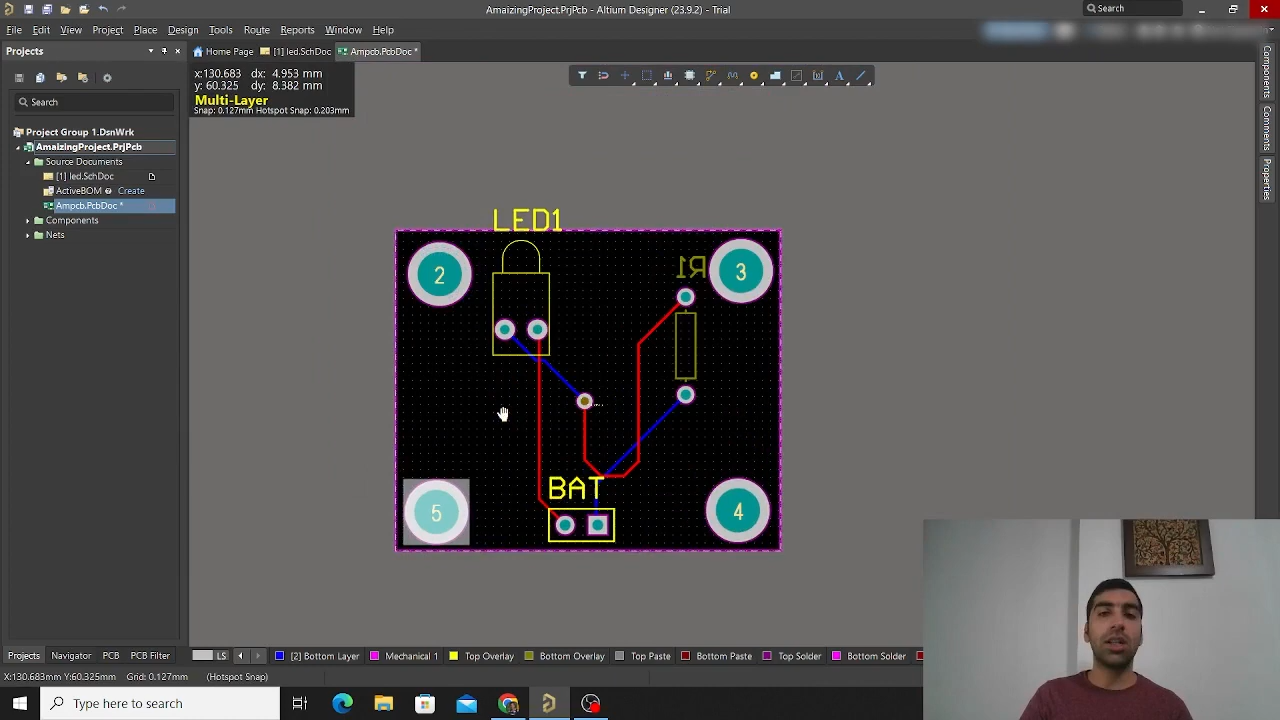 AmaizingProject.PrjPcb - Altium Designer (23.9.2) - Trial
Search
File Edit View Project Place Design Tools Route Reports Window Help
Projects
Home Page
[1] led.SchDoc
Ampcb.PcbDoc *
x:130.683 dx: 4.953 mm
y: 60.325 dy: 8.382 mm
Multi-Layer
Snap: 0.127mm Hotspot Snap: 0.203mm
Search
Project Group 1.DsnWrk
AmaizingProject.PrjPcb
Source Documents
[1] led.SchDoc
ActiveBOM Create
Ampcb.PcbDoc *
Components
Nets
Components
Comments
Properties
LED1
2
R1
3
BAT
5
4
Projects Navigator PCB PCB Filter
LS
[2] Bottom Layer
Mechanical 1
Top Overlay
Bottom Overlay
Top Paste
Bottom Paste
Top Solder
Bottom Solder
X:130.683mm Y:60.325mm Grid: 0.127mm (Hotspot Snap)
Type here to search